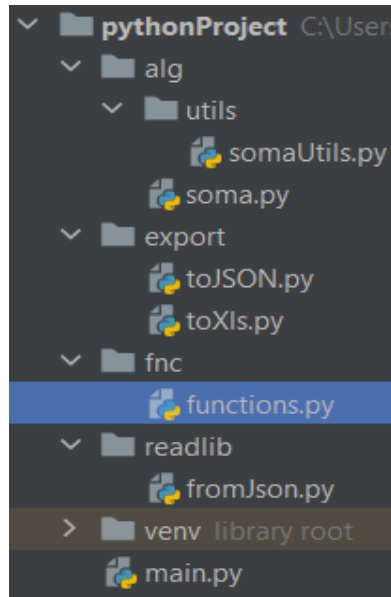 pythonProject C:\User
alg
utils
somaUtils.py
soma.py
export
toJSON.py
toXls.py
fnc
functions.py
readlib
fromJson.py
venv library root
main.py